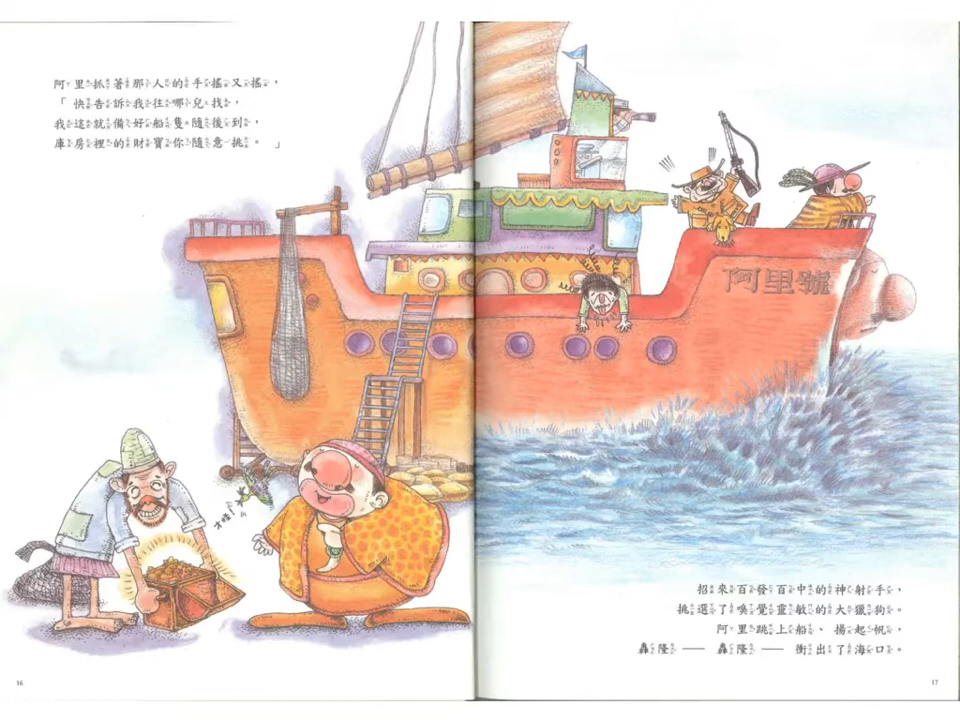 阿里抓著那人的手搖又搖，
「快告訴我往哪兒找，
我這就備好船隻隨後到，
庫房裡的財寶你隨意挑。」
阿里號
才怪！
招來百發百中的神射手，
挑選了嗅覺靈敏的大獵狗。
阿里跳上船、揚起帆，
轟隆——轟隆——衝出了海口。
16
17